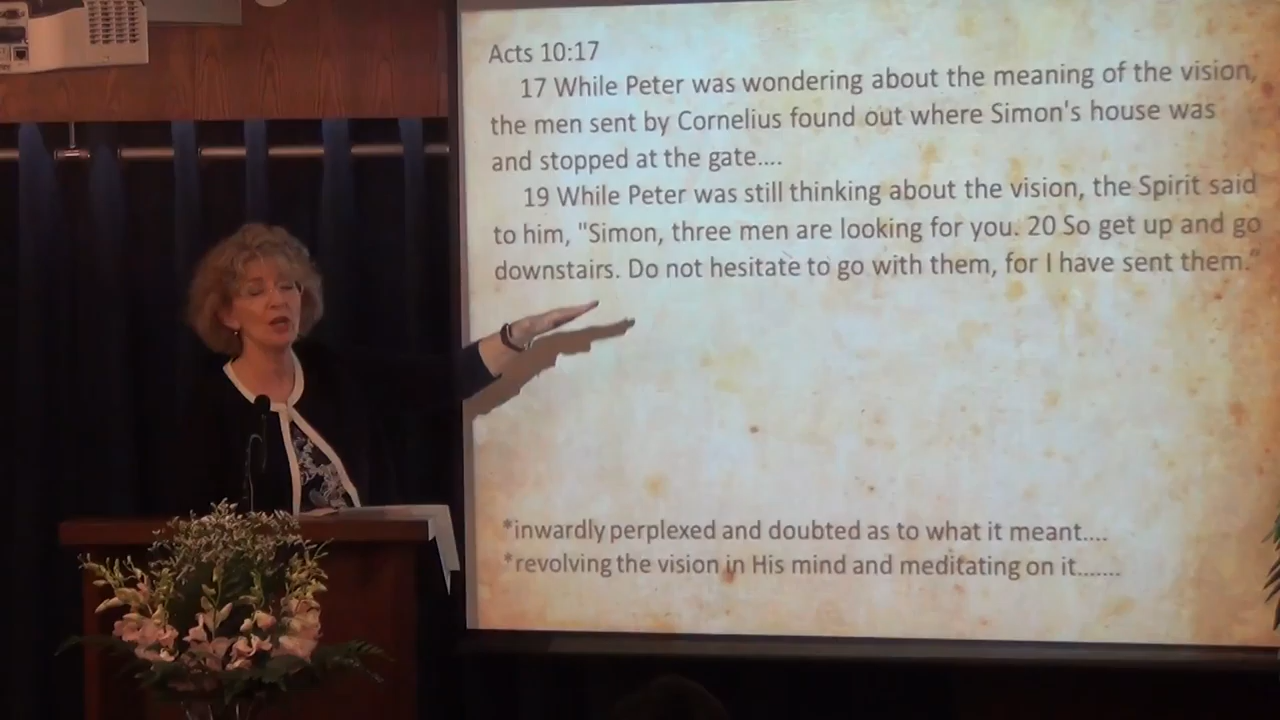 Acts 10:17
17 While Peter was wondering about the meaning of the vision,
the men sent by Cornelius found out where Simon's house was
and stopped at the gate....
19 While Peter was still thinking about the vision, the Spirit said
to him, "Simon, three men are looking for you. 20 So get up and go
downstairs. Do not hesitate to go with them, for I have sent them."
*inwardly perplexed and doubted as to what it meant....
*revolving the vision in His mind and meditating on it.......